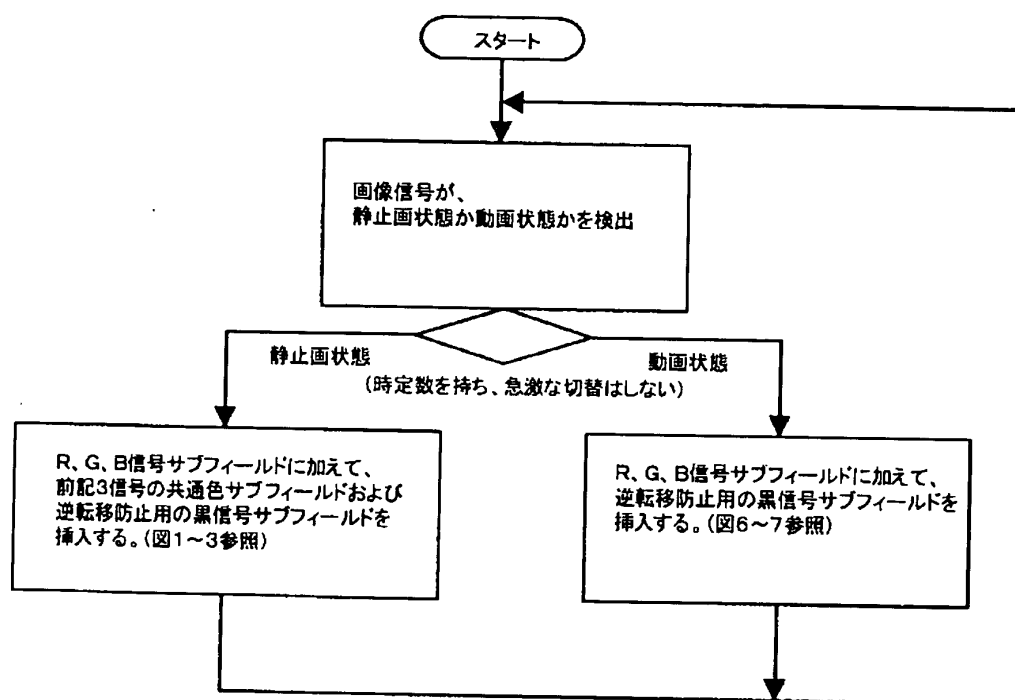 スタート
画像信号が、
静止画状態か動画状態かを検出
静止画状態
動画状態
(時定数を持ち、急激な切替はしない)
R、G、B信号サブフィールドに加えて、
前記3信号の共通色サブフィールドおよび
逆転移防止用の黒信号サブフィールドを
挿入する。(図1～3参照)
R、G、B信号サブフィールドに加えて、
逆転移防止用の黒信号サブフィールドを
挿入する。(図6～7参照)